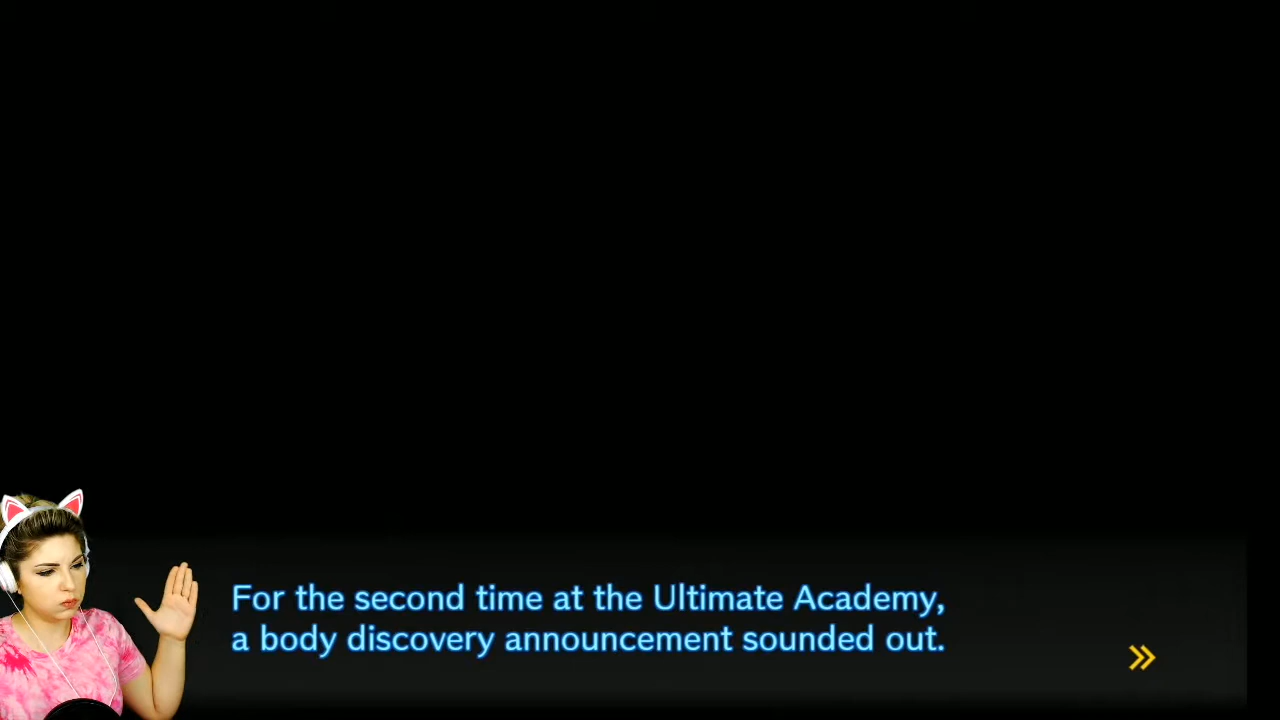 For the second time at the Ultimate Academy,
a body discovery announcement sounded out.